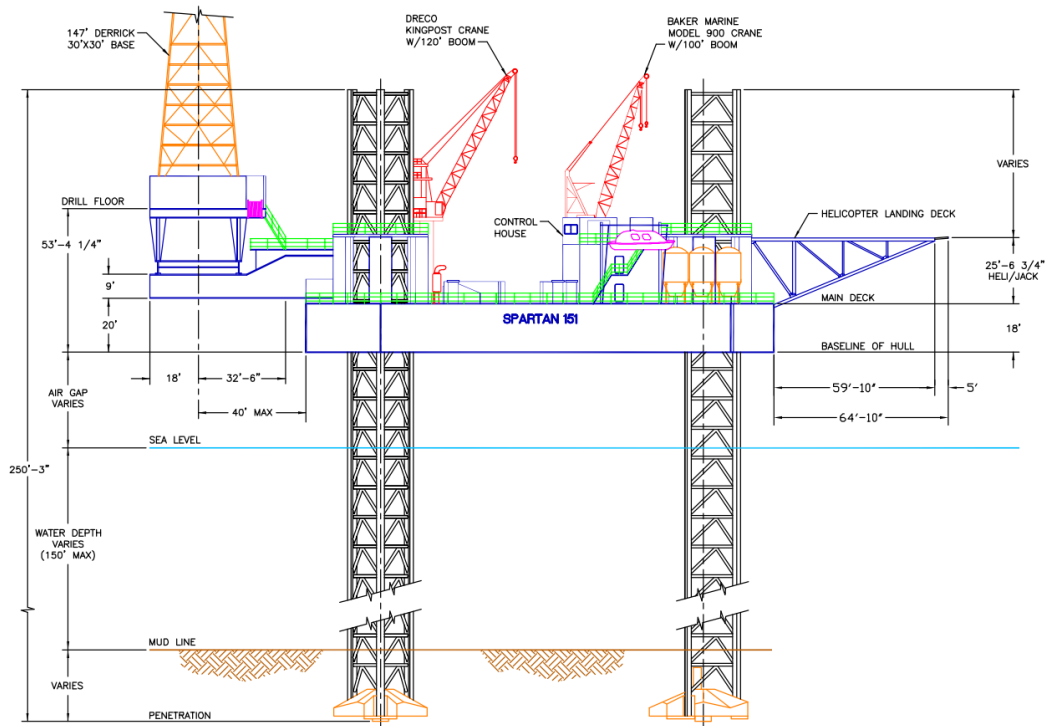 147' DERRICK
30'X30' BASE
DRECO
KINGPOST CRANE
W/120' BOOM
BAKER MARINE
MODEL 900 CRANE
W/100' BOOM
VARIES
DRILL FLOOR
HELICOPTER LANDING DECK
CONTROL
HOUSE
53'-4 1/4"
25'-6 3/4"
HELI/JACK
9'
MAIN DECK
20'
SPARTAN 151
18'
BASELINE OF HULL
18'
32'-6"
59'-10"
5'
AIR GAP
VARIES
40' MAX
64'-10"
SEA LEVEL
250'-3"
WATER DEPTH
VARIES
(150' MAX)
MUD LINE
VARIES
PENETRATION